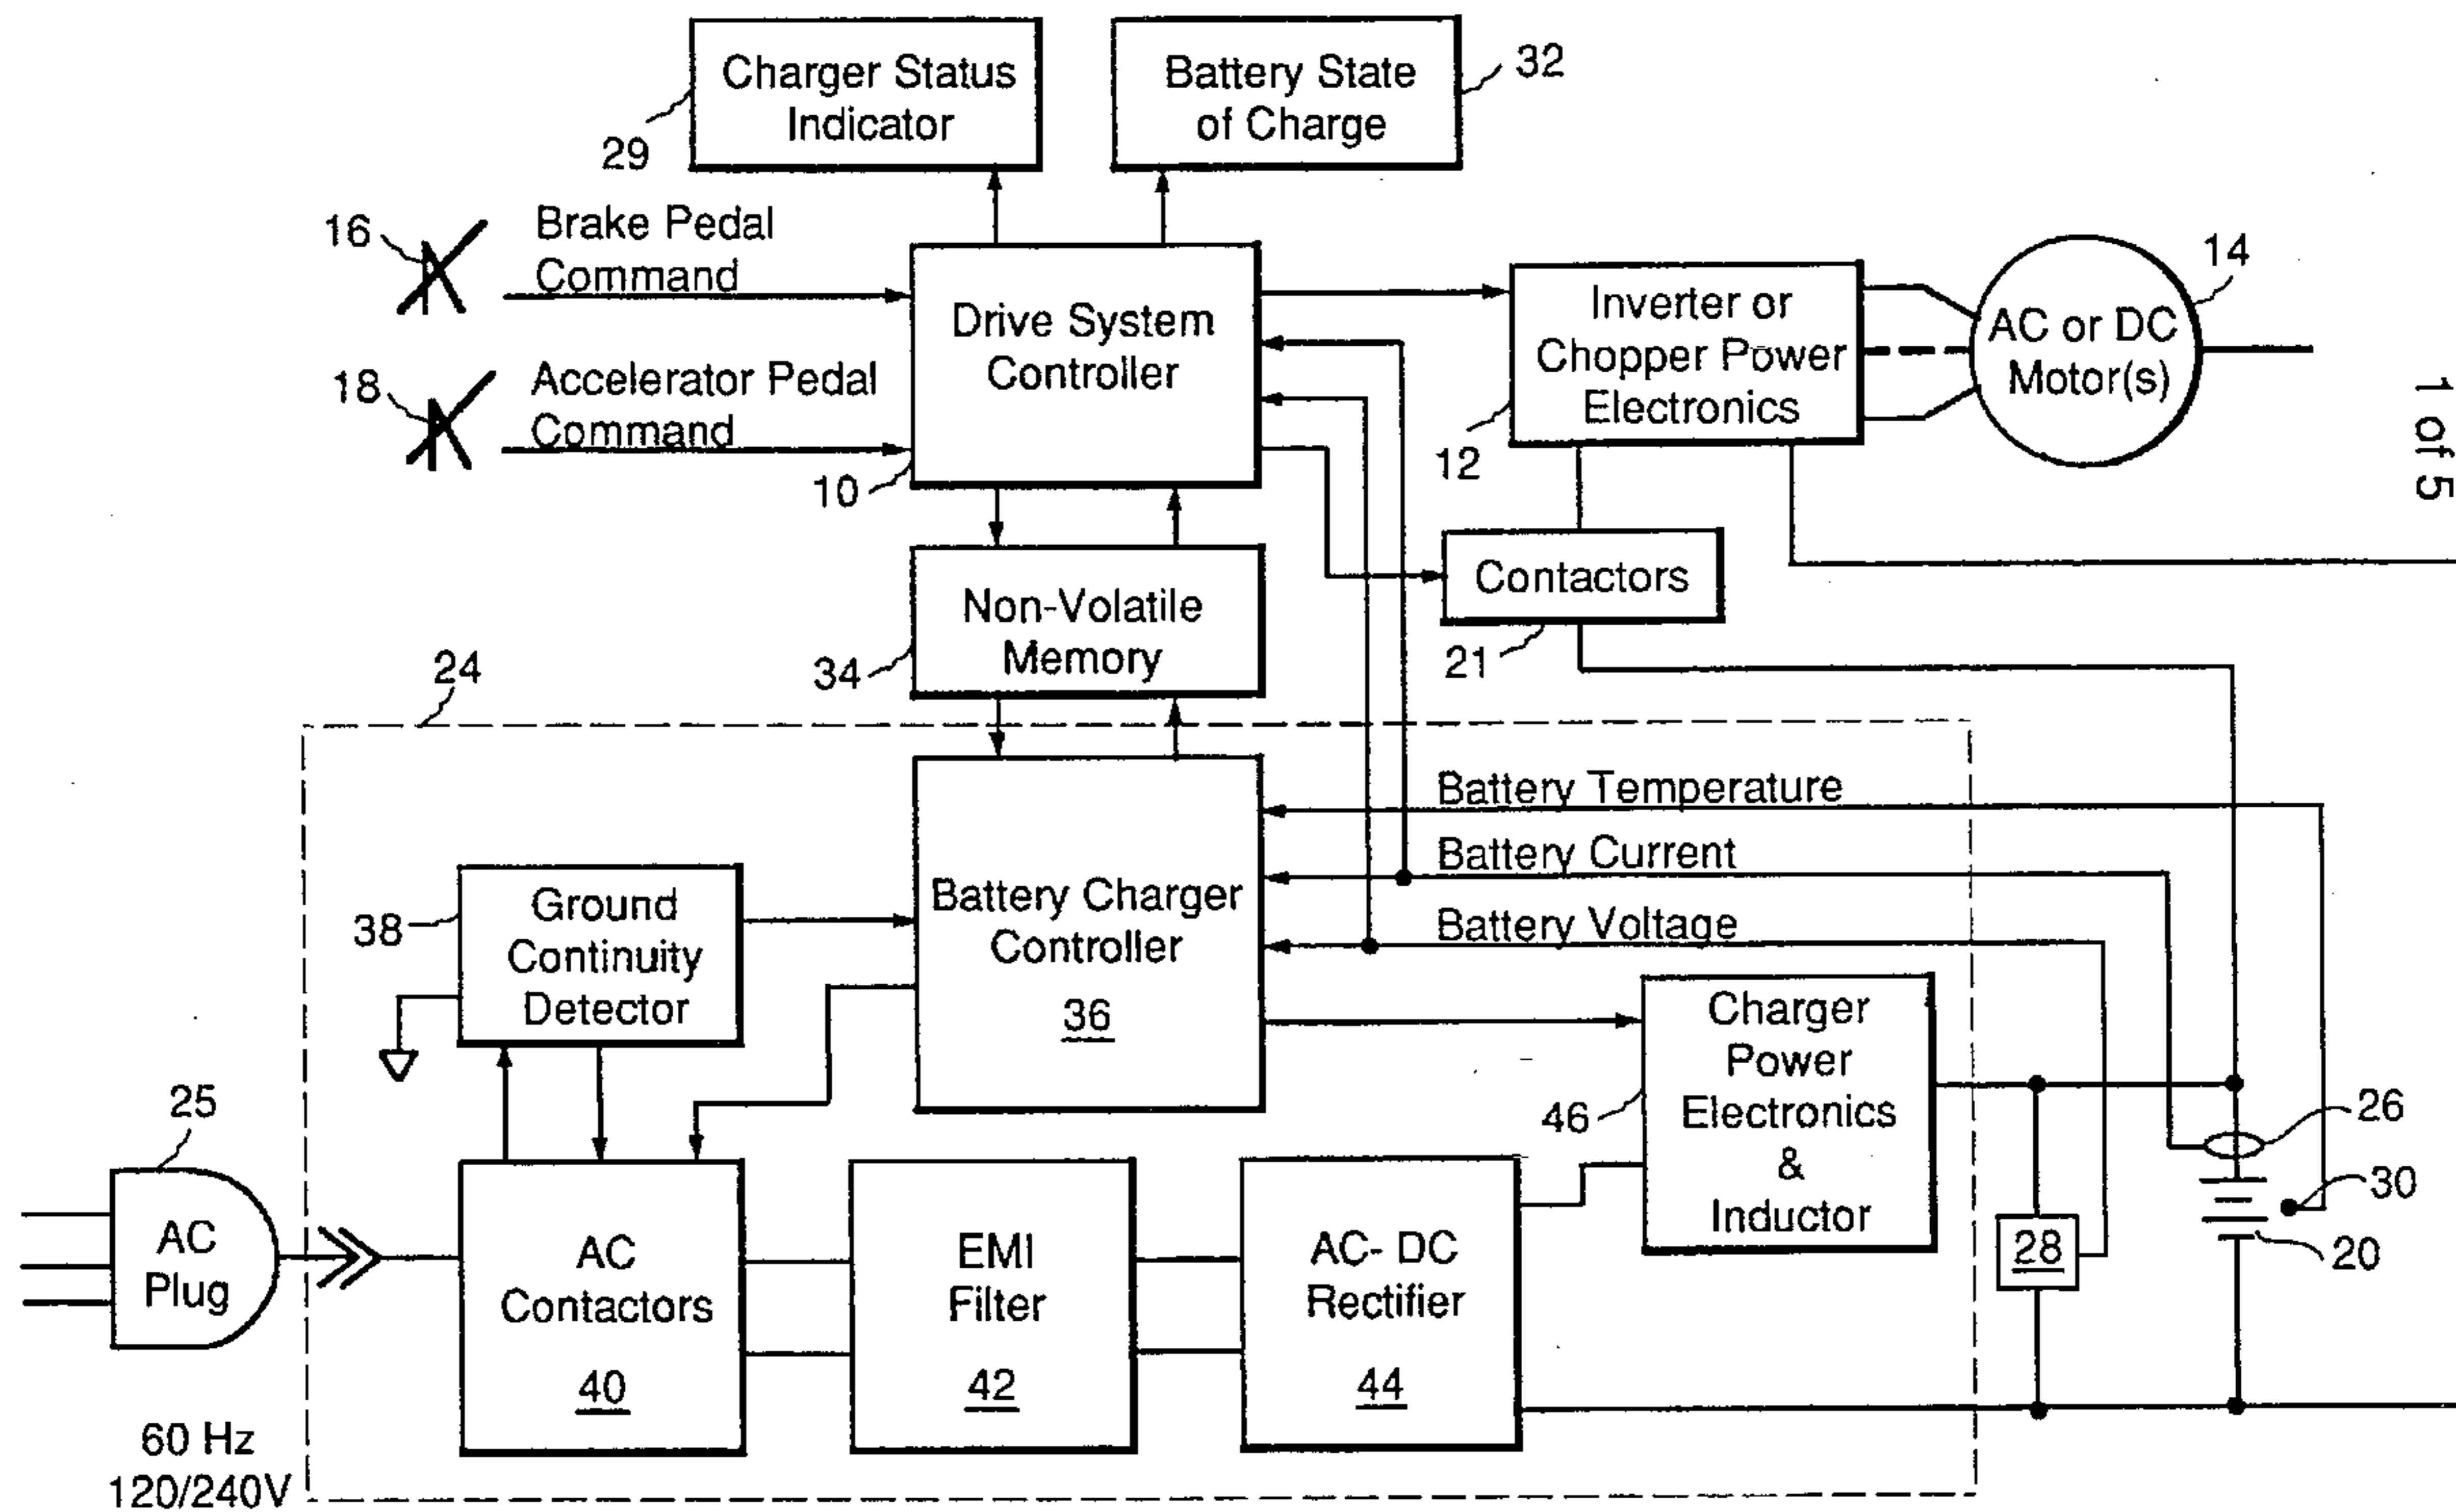 Charger Status
Indicator
29
Battery State
of Charge
32
16
Brake Pedal
Command
18
Accelerator Pedal
Command
Drive System
Controller
10
Inverter or
Chopper Power
Electronics
12
AC or DC
Motor(s)
14
1 of 5
Contactors
21
Non-Volatile
Memory
34
24
Battery Temperature
Battery Current
Battery Voltage
Ground
Continuity
Detector
38
Battery Charger
Controller
36
Charger
Power
Electronics
&
Inductor
46
25
AC
Plug
60 Hz
120/240V
AC
Contactors
40
EMI
Filter
42
AC- DC
Rectifier
44
28
26
30
20